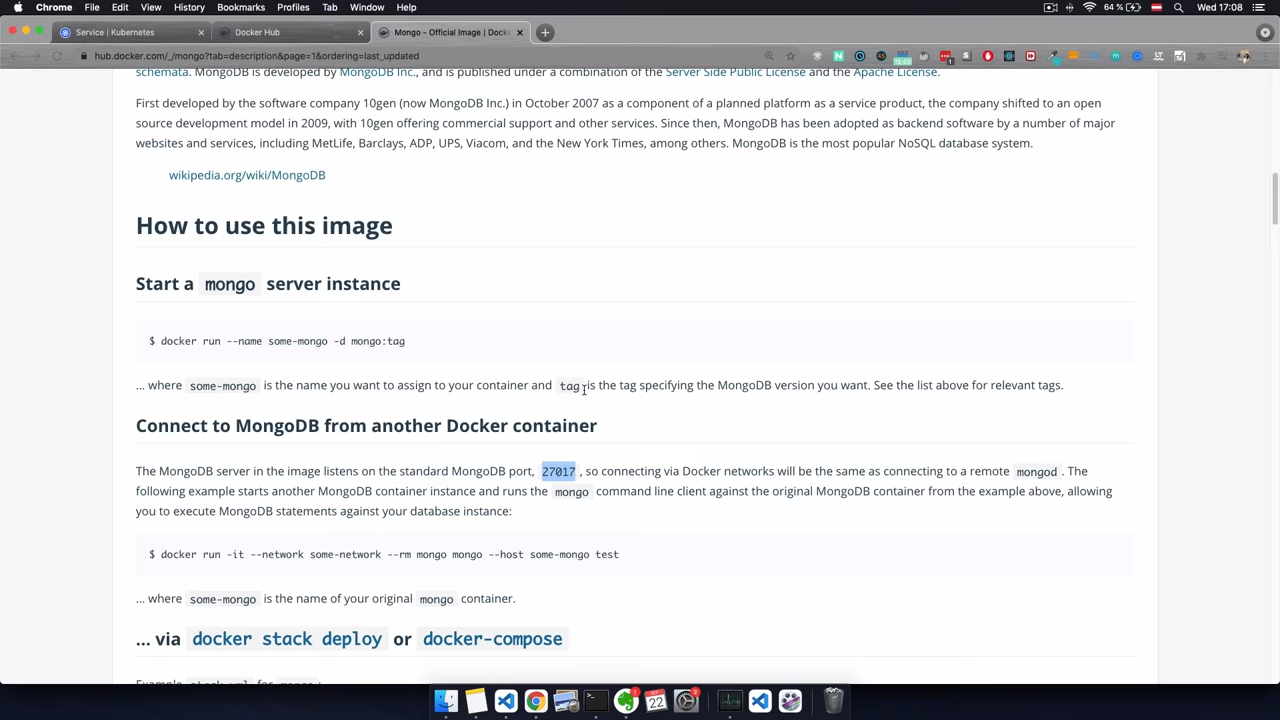 Chrome File Edit View History Bookmarks Profiles Tab Window Help 64 % Wed 17:08
Service | Kubernetes Docker Hub Mongo - Official Image | Docke
hub.docker.com/_/mongo?tab=description&page=1&ordering=last_updated
schemata. MongoDB is developed by MongoDB Inc., and is published under a combination of the Server Side Public License and the Apache License.
First developed by the software company 10gen (now MongoDB Inc.) in October 2007 as a component of a planned platform as a service product, the company shifted to an open
source development model in 2009, with 10gen offering commercial support and other services. Since then, MongoDB has been adopted as backend software by a number of major
websites and services, including MetLife, Barclays, ADP, UPS, Viacom, and the New York Times, among others. MongoDB is the most popular NoSQL database system.
wikipedia.org/wiki/MongoDB
How to use this image
Start a mongo server instance
$ docker run --name some-mongo -d mongo:tag
... where some-mongo is the name you want to assign to your container and tag is the tag specifying the MongoDB version you want. See the list above for relevant tags.
Connect to MongoDB from another Docker container
The MongoDB server in the image listens on the standard MongoDB port, 27017 , so connecting via Docker networks will be the same as connecting to a remote mongod . The
following example starts another MongoDB container instance and runs the mongo command line client against the original MongoDB container from the example above, allowing
you to execute MongoDB statements against your database instance:
$ docker run -it --network some-network --rm mongo mongo --host some-mongo test
... where some-mongo is the name of your original mongo container.
... via docker stack deploy or docker-compose